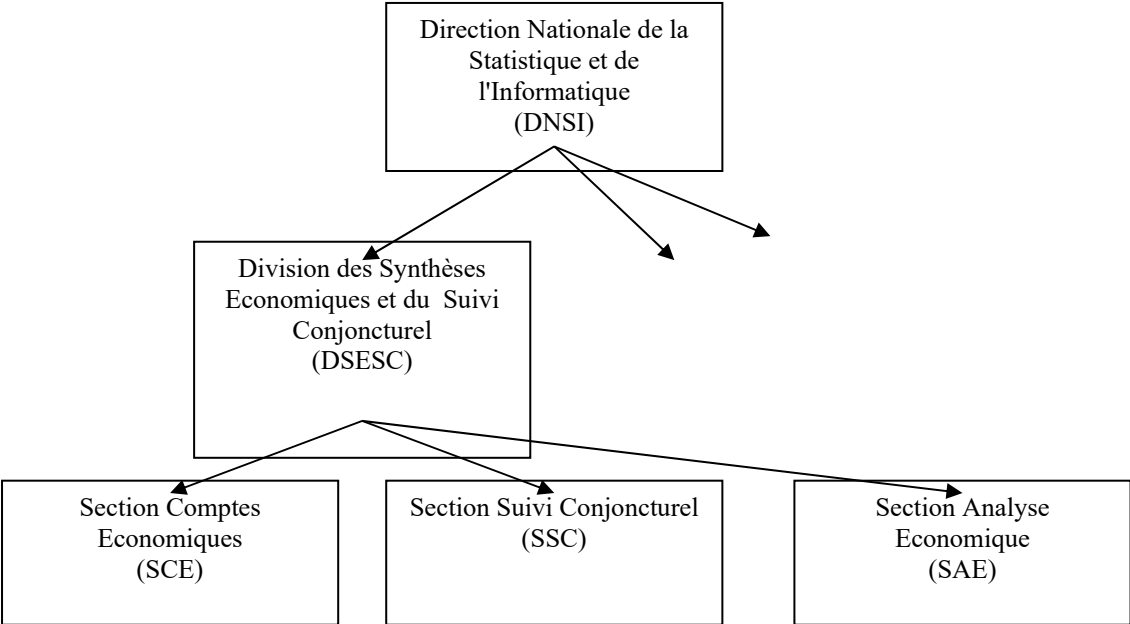 Direction Nationale de la
Statistique et de
l'Informatique
(DNSI)
Division des Synthèses
Economiques et du  Suivi
Conjoncturel
(DSESC)
Section Comptes
Economiques
(SCE)
Section Suivi Conjoncturel
(SSC)
Section Analyse
Economique
(SAE)